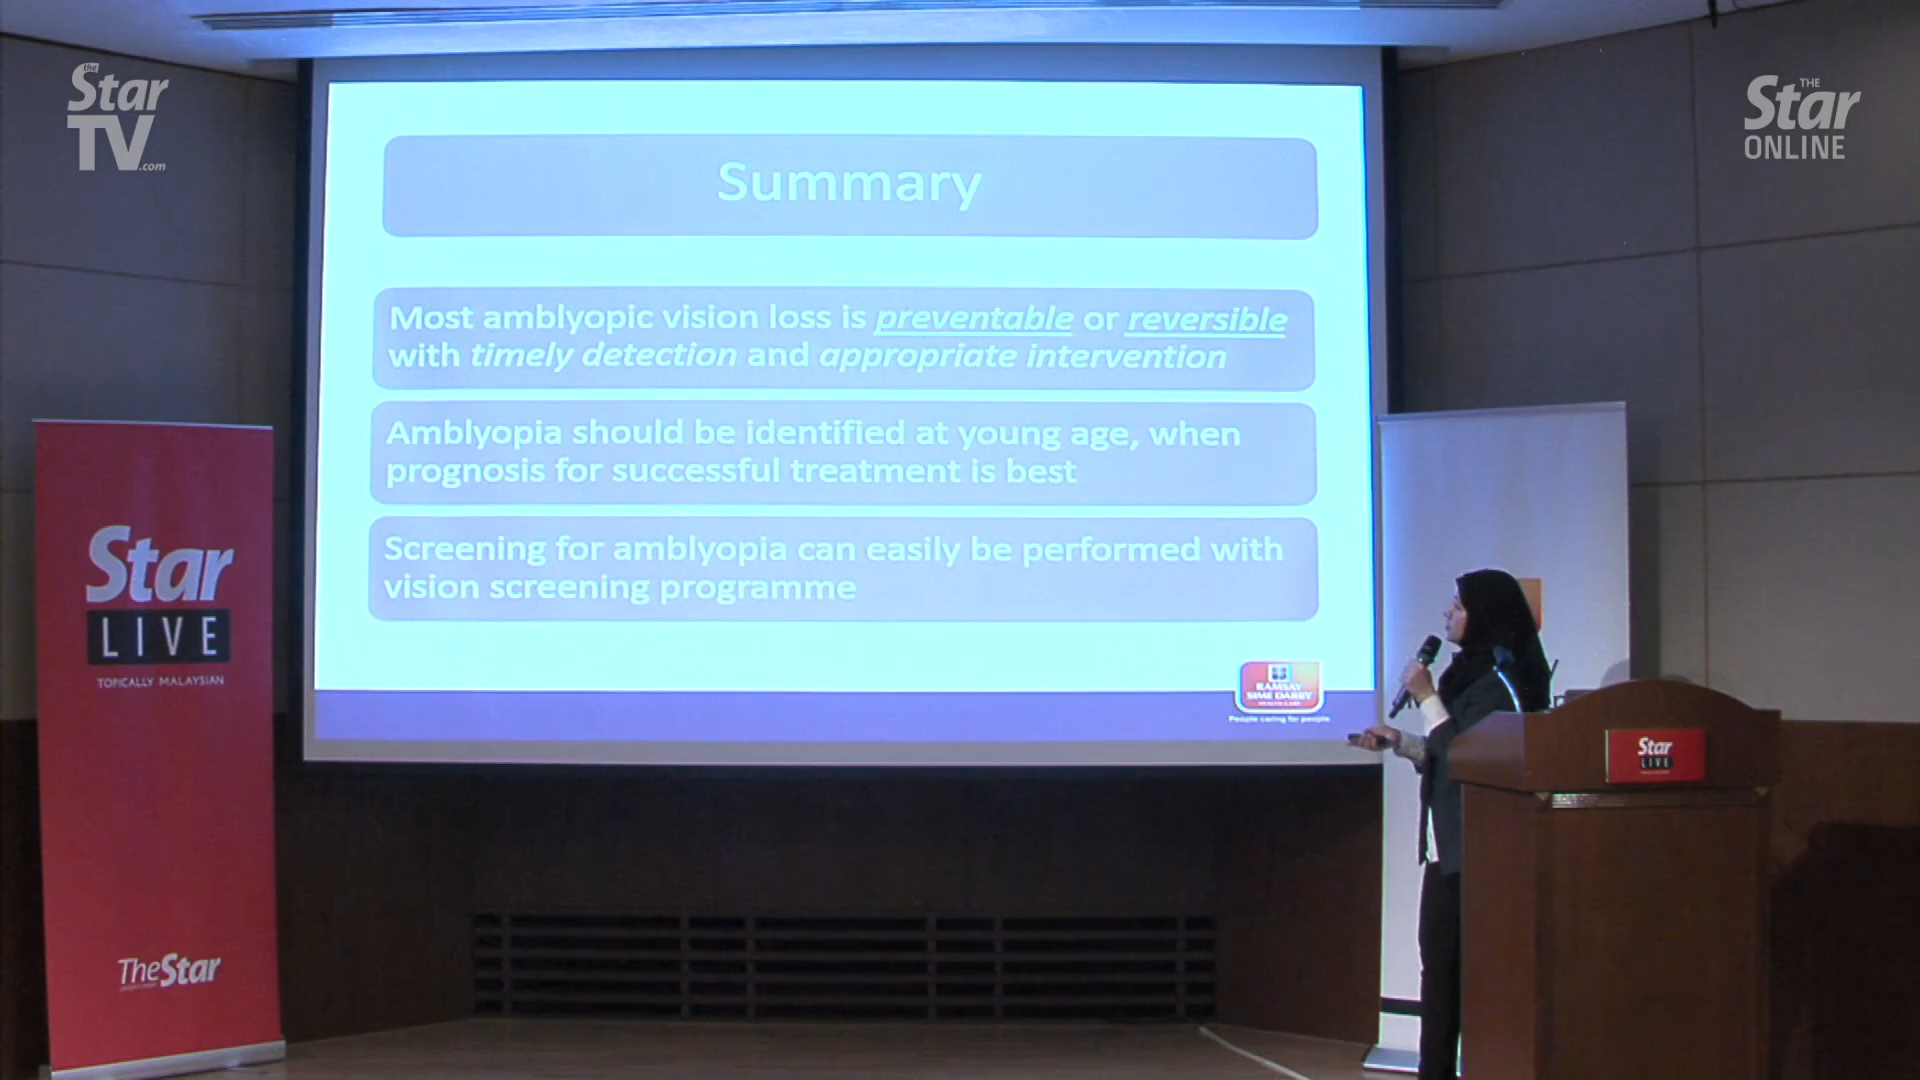 the
Star
TV
.com
THE
Star
ONLINE
Summary
Most amblyopic vision loss is preventable or reversible
with timely detection and appropriate intervention
Amblyopia should be identified at young age, when
prognosis for successful treatment is best
Screening for amblyopia can easily be performed with
vision screening programme
RAMSAY
SIME DARBY
HEALTH CARE
People caring for people
Star
LIVE
TOPICALLY MALAYSIAN
TheStar
Star
LIVE